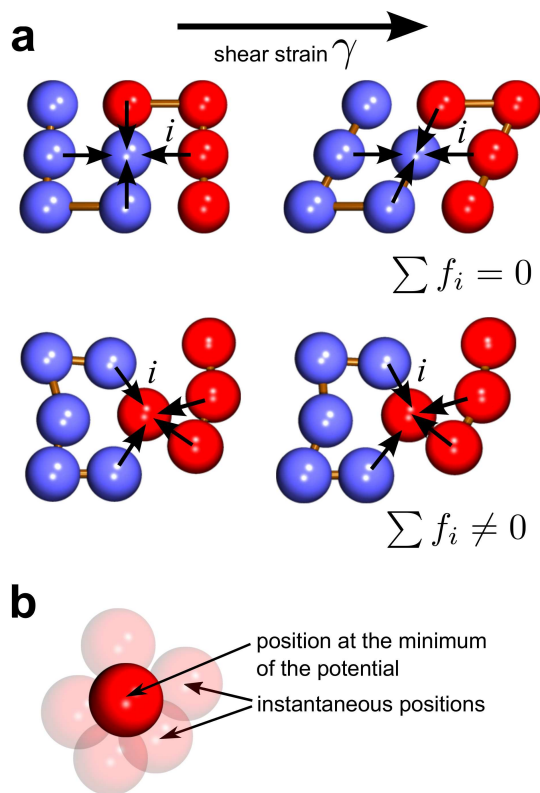 a
shear strain γ
i
i
∑ f_i = 0
i
i
∑ f_i ≠ 0
b
position at the minimum
of the potential
instantaneous positions